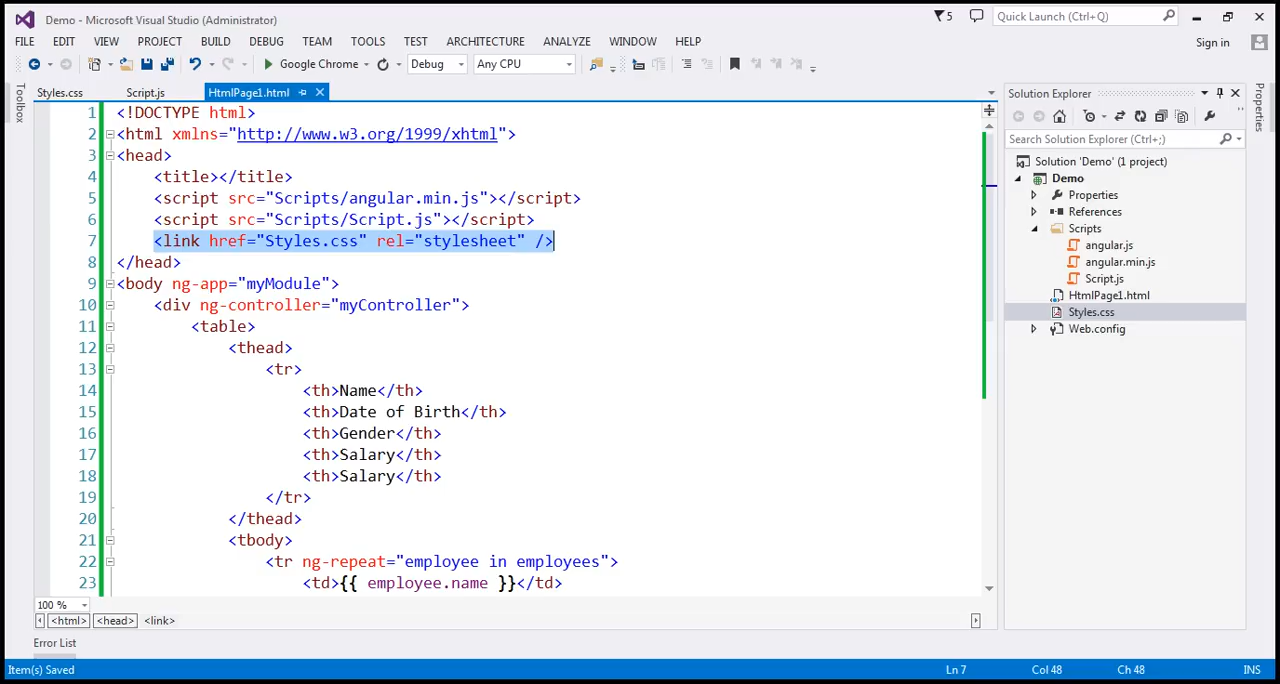 Demo - Microsoft Visual Studio (Administrator)
5
Quick Launch (Ctrl+Q)
FILE EDIT VIEW PROJECT BUILD DEBUG TEAM TOOLS TEST ARCHITECTURE ANALYZE WINDOW HELP
Sign in
Google Chrome Debug Any CPU
Toolbox
Styles.css Script.js HtmlPage1.html
1 <!DOCTYPE html>
2 <html xmlns="http://www.w3.org/1999/xhtml">
3 <head>
4 <title></title>
5 <script src="Scripts/angular.min.js"></script>
6 <script src="Scripts/Script.js"></script>
7 <link href="Styles.css" rel="stylesheet" />
8 </head>
9 <body ng-app="myModule">
10 <div ng-controller="myController">
11 <table>
12 <thead>
13 <tr>
14 <th>Name</th>
15 <th>Date of Birth</th>
16 <th>Gender</th>
17 <th>Salary</th>
18 <th>Salary</th>
19 </tr>
20 </thead>
21 <tbody>
22 <tr ng-repeat="employee in employees">
23 <td>{{ employee.name }}</td>
100 %
<html> <head> <link>
Error List
Solution Explorer
Search Solution Explorer (Ctrl+;)
Solution 'Demo' (1 project)
Demo
Properties
References
Scripts
angular.js
angular.min.js
Script.js
HtmlPage1.html
Styles.css
Web.config
Properties
Item(s) Saved Ln 7 Col 48 Ch 48 INS